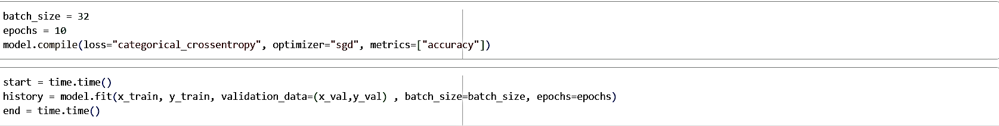 batch_size = 32
epochs = 10
model.compile(loss="categorical_crossentropy", optimizer="sgd", metrics=["accuracy"])
start = time.time()
history = model.fit(x_train, y_train, validation_data=(x_val,y_val) , batch_size=batch_size, epochs=epochs)
end = time.time()